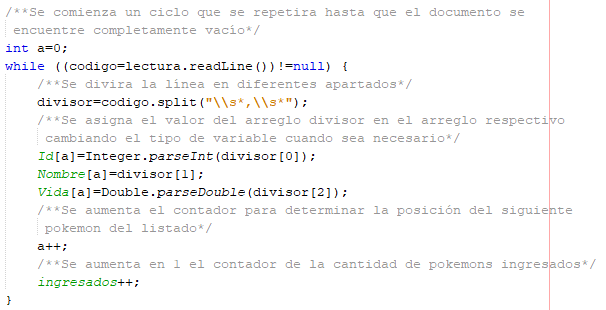 /**Se comienza un ciclo que se repetira hasta que el documento se
encuentre completamente vacío*/
int a=0;
while ((codigo=lectura.readLine())!=null) {
/**Se divira la línea en diferentes apartados*/
divisor=codigo.split("\\s*,\\s*");
/**Se asigna el valor del arreglo divisor en el arreglo respectivo
cambiando el tipo de variable cuando sea necesario*/
Id[a]=Integer.parseInt(divisor[0]);
Nombre[a]=divisor[1];
Vida[a]=Double.parseDouble(divisor[2]);
/**Se aumenta el contador para determinar la posición del siguiente
pokemon del listado*/
a++;
/**Se aumenta en 1 el contador de la cantidad de pokemons ingresados*/
ingresados++;
}